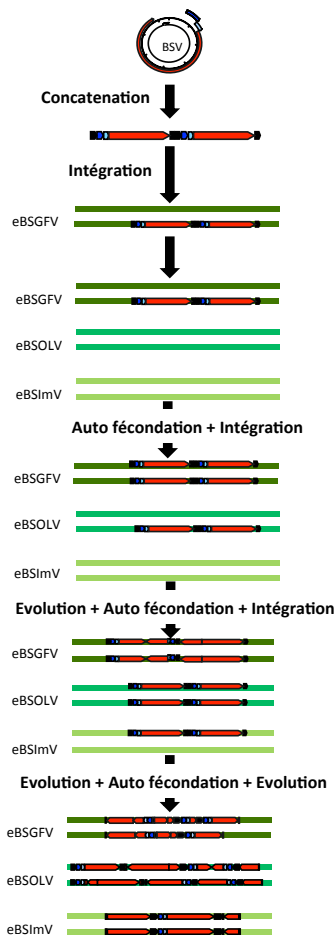 BSV
Concatenation
Intégration
eBSGFV
eBSGFV
eBSOLV
eBSImV
Auto fécondation + Intégration
eBSGFV
eBSOLV
eBSImV
Evolution + Auto fécondation + Intégration
eBSGFV
eBSOLV
eBSImV
Evolution + Auto fécondation + Evolution
eBSGFV
eBSOLV
eBSImV